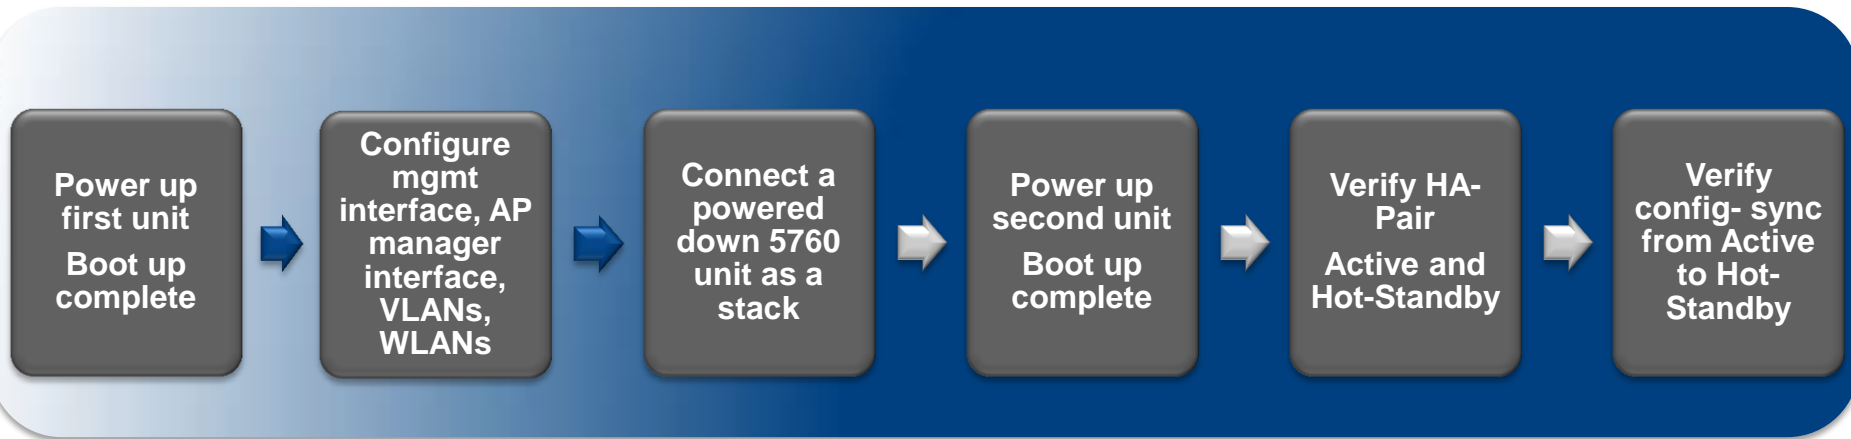 Power up
first unit
Boot up
complete
Configure
mgmt
interface, AP
manager
interface,
VLANs,
WLANs
Connect a
powered
down 5760
unit as a
stack
Power up
second unit
Boot up
complete
Verify HA-
Pair
Active and
Hot-Standby
Verify
config- sync
from Active
to Hot-
Standby